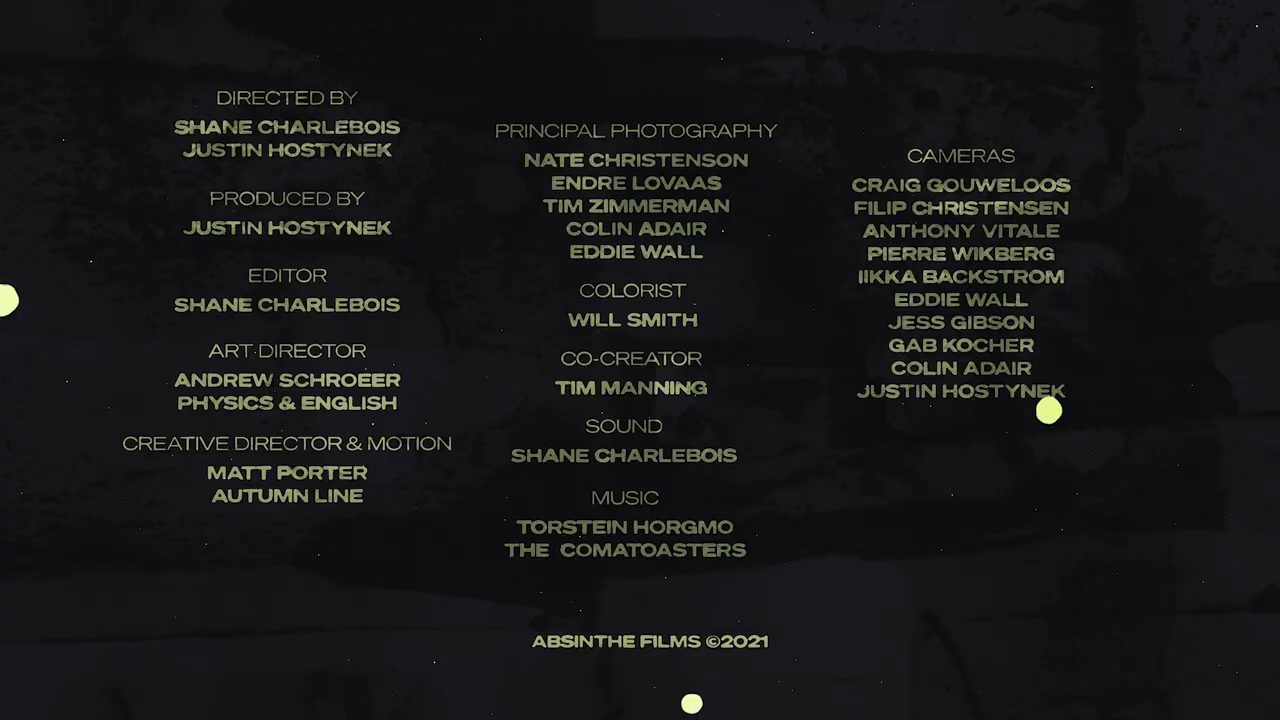 DIRECTED BY
SHANE CHARLEBOIS
JUSTIN HOSTYNEK
PRODUCED BY
JUSTIN HOSTYNEK
EDITOR
SHANE CHARLEBOIS
ART DIRECTOR
ANDREW SCHROEER
PHYSICS & ENGLISH
CREATIVE DIRECTOR & MOTION
MATT PORTER
AUTUMN LINE
PRINCIPAL PHOTOGRAPHY
NATE CHRISTENSON
ENDRE LOVAAS
TIM ZIMMERMAN
COLIN ADAIR
EDDIE WALL
COLORIST
WILL SMITH
CO-CREATOR
TIM MANNING
SOUND
SHANE CHARLEBOIS
MUSIC
TORSTEIN HORGMO
THE COMATOASTERS
CAMERAS
CRAIG GOUWELOOS
FILIP CHRISTENSEN
ANTHONY VITALE
PIERRE WIKBERG
IIKKA BACKSTROM
EDDIE WALL
JESS GIBSON
GAB KOCHER
COLIN ADAIR
JUSTIN HOSTYNEK
ABSINTHE FILMS ©2021